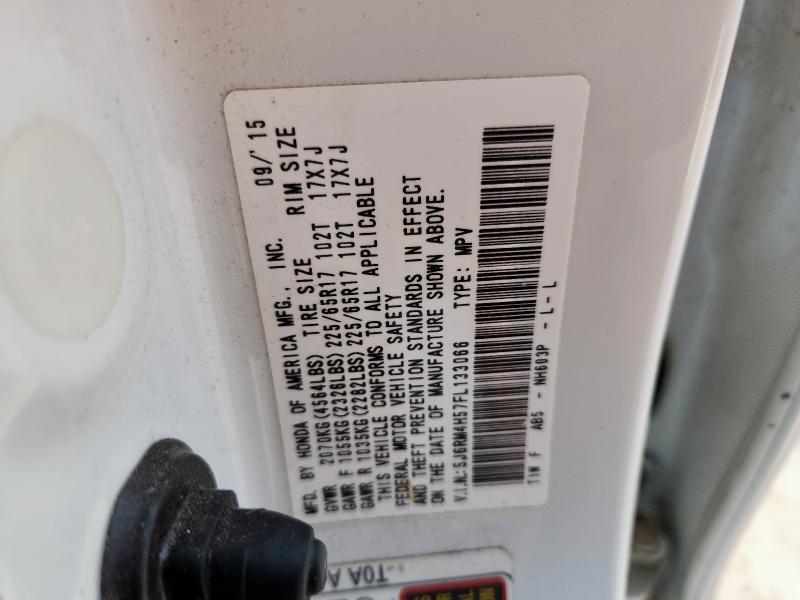 MFD. BY HONDA OF AMERICA MFG., INC. 09/'15
TIRE SIZE RIM SIZE
GVWR 2070KG(4564LBS)
GAWR F 1055KG(2326LBS) 225/65R17 102T 17X7J
GAWR R 1035KG(2282LBS) 225/65R17 102T 17X7J
THIS VEHICLE CONFORMS TO ALL APPLICABLE
FEDERAL MOTOR VEHICLE SAFETY
AND THEFT PREVENTION STANDARDS IN EFFECT
ON THE DATE OF MANUFACTURE SHOWN ABOVE.
V.I.N.:5J6RM4H57FL133066 TYPE: MPV
TIW F AB5 - NH603P - L- L
TOA